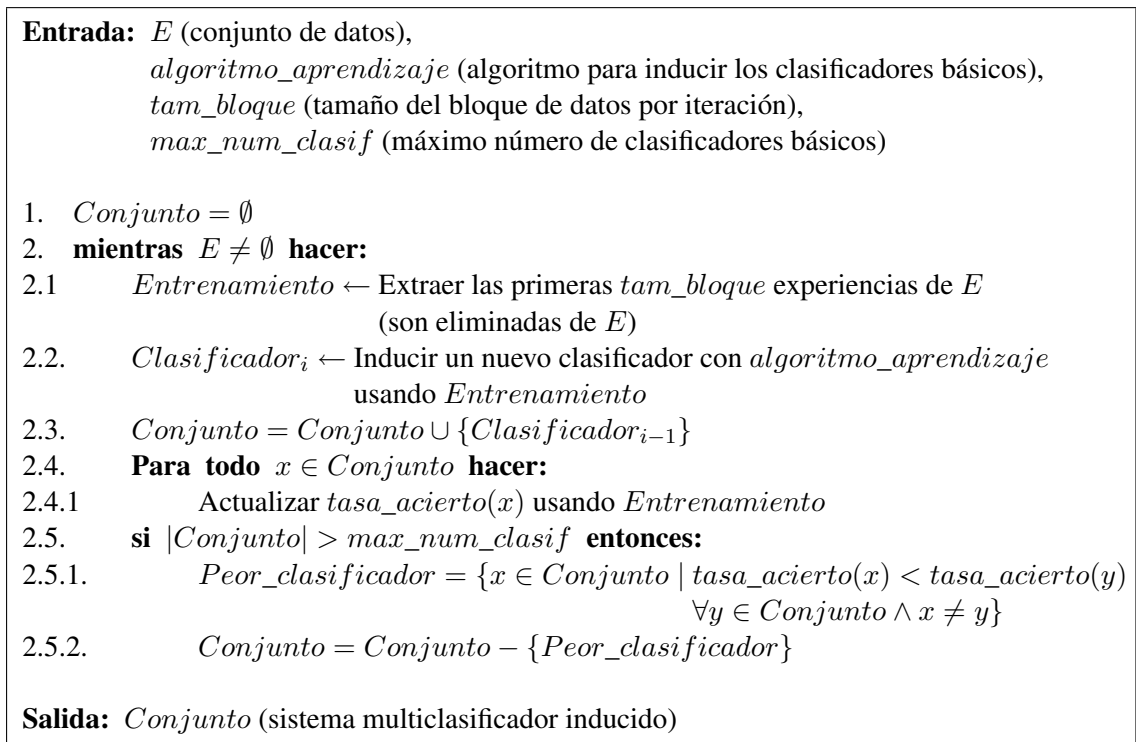 Entrada: E (conjunto de datos),
algoritmo_aprendizaje (algoritmo para inducir los clasificadores básicos),
tam_bloque (tamaño del bloque de datos por iteración),
max_num_clasif (máximo número de clasificadores básicos)
1. Conjunto = ∅
2. mientras E ≠ ∅ hacer:
2.1 Entrenamiento ← Extraer las primeras tam_bloque experiencias de E
(son eliminadas de E)
2.2. Clasificador_i ← Inducir un nuevo clasificador con algoritmo_aprendizaje
usando Entrenamiento
2.3. Conjunto = Conjunto ∪ {Clasificador_{i−1}}
2.4. Para todo x ∈ Conjunto hacer:
2.4.1 Actualizar tasa_acierto(x) usando Entrenamiento
2.5. si |Conjunto| > max_num_clasif entonces:
2.5.1. Peor_clasificador = {x ∈ Conjunto | tasa_acierto(x) < tasa_acierto(y)
∀y ∈ Conjunto ∧ x ≠ y}
2.5.2. Conjunto = Conjunto − {Peor_clasificador}
Salida: Conjunto (sistema multiclasificador inducido)